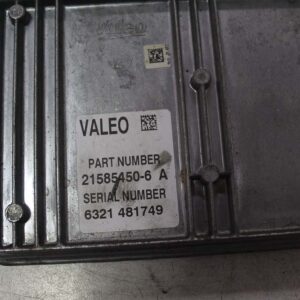 VALEO
PART NUMBER
21585450-6 A
SERIAL NUMBER
6321 481749